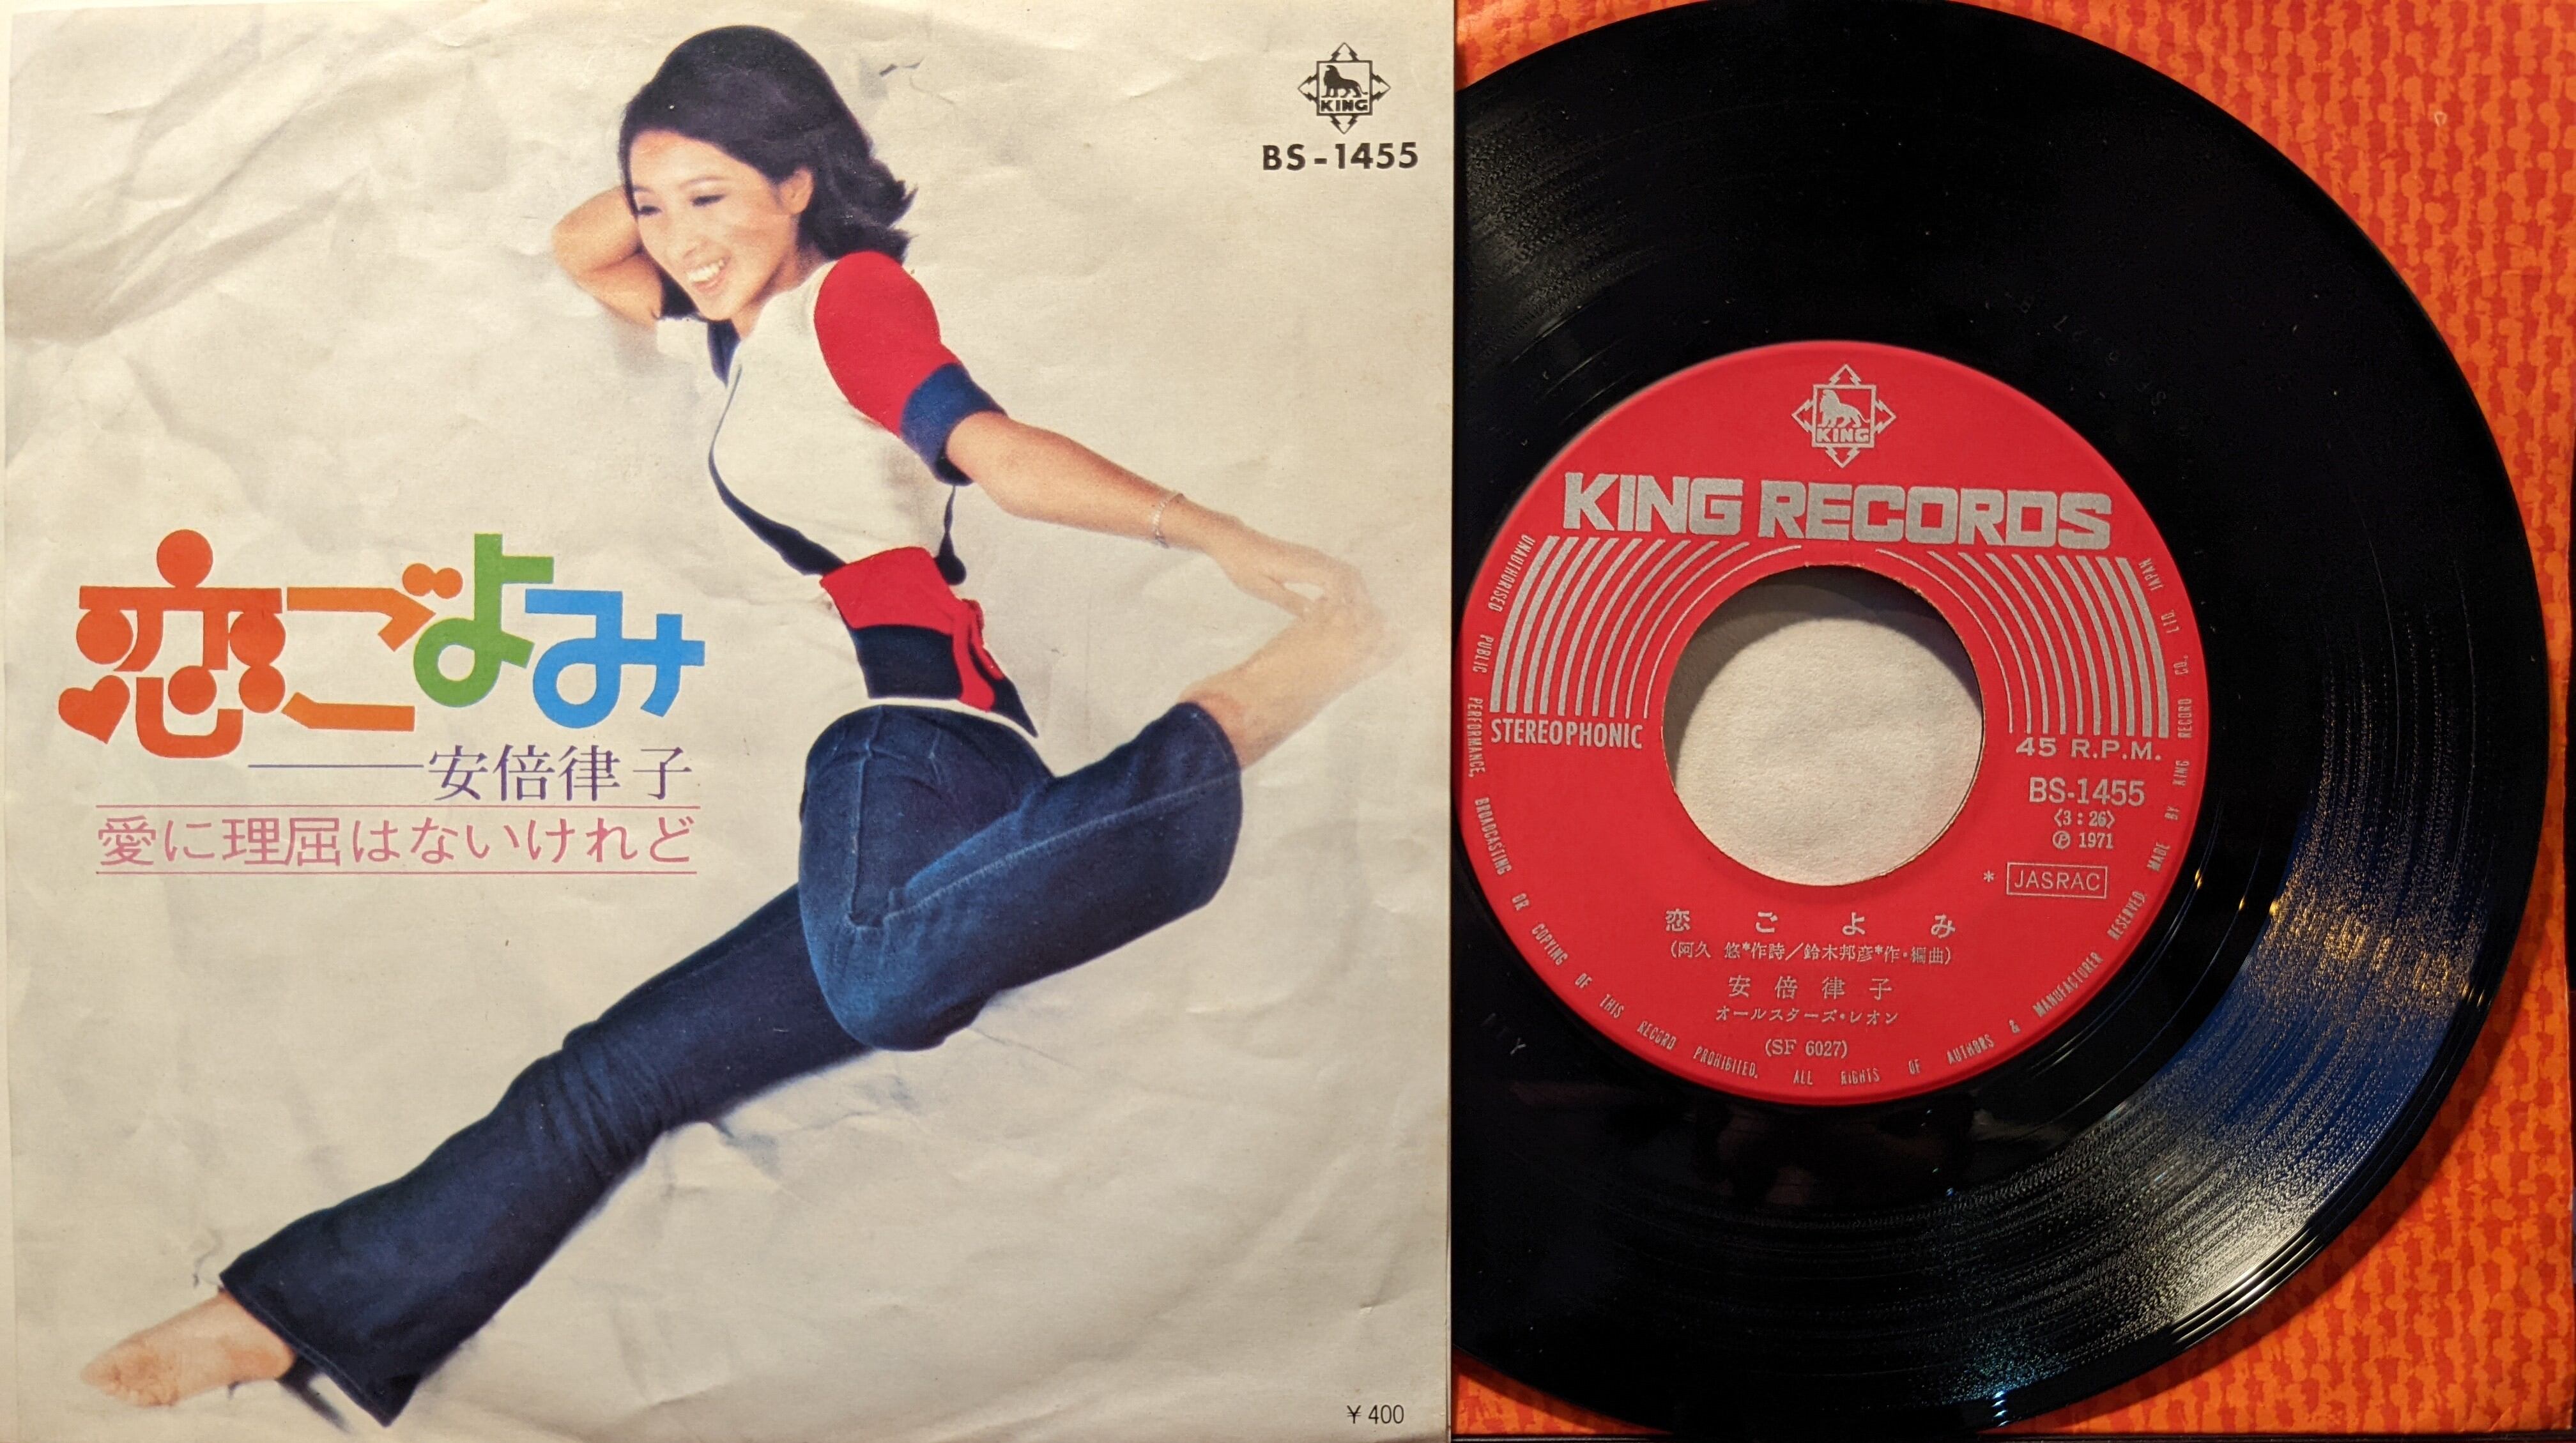 KING
BS-1455
恋ごよみ
安倍律子
愛に理屈はないけれど
¥400
KING
KING RECORDS
STEREOPHONIC
45 R.P.M.
BS-1455
〈3:26〉
Ⓟ 1971
* JASRAC
恋ごよみ
(阿久 悠*作詩/鈴木邦彦*作・編曲)
安倍律子
オールスターズ・レオン
(SF 6027)
UNAUTHORISED PUBLIC PERFORMANCE, BROADCASTING OR COPYING OF THIS RECORD PROHIBITED. ALL RIGHTS OF AUTHORS & MANUFACTURER RESERVED. MADE BY KING RECORD CO., LTD. JAPAN